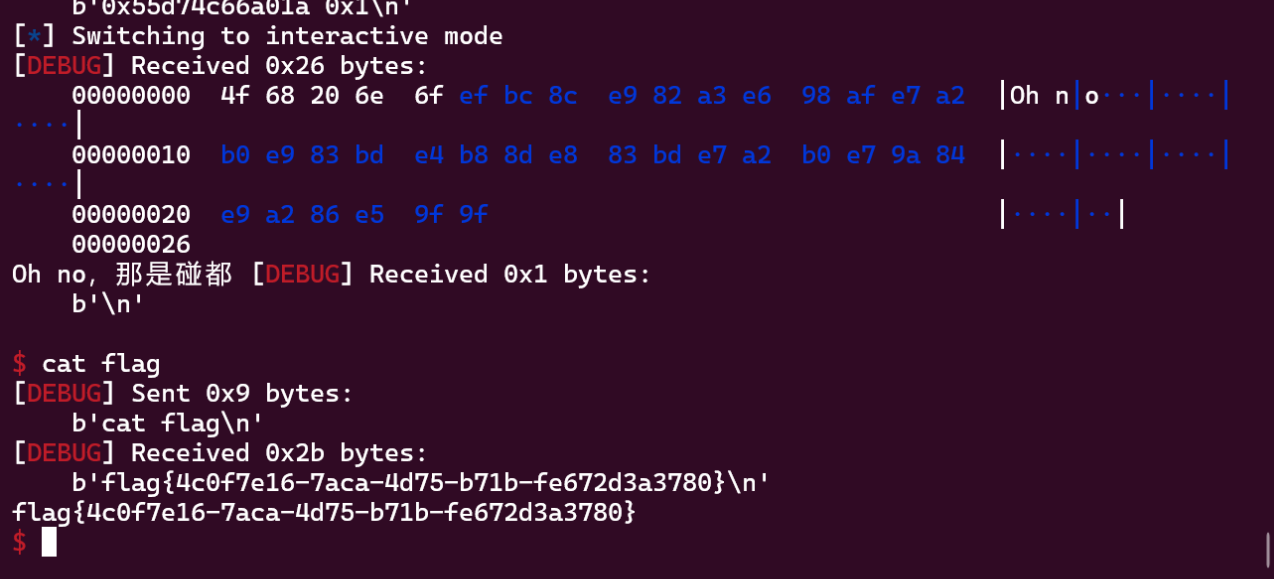 b'0x55d74c66a01a 0x1\n'
[*] Switching to interactive mode
[DEBUG] Received 0x26 bytes:
00000000 4f 68 20 6e 6f ef bc 8c e9 82 a3 e6 98 af e7 a2 |Oh n|o···|····|
····|
00000010 b0 e9 83 bd e4 b8 8d e8 83 bd e7 a2 b0 e7 9a 84 |····|····|····|
····|
00000020 e9 a2 86 e5 9f 9f |····|··|
00000026
Oh no，那是碰都 [DEBUG] Received 0x1 bytes:
b'\n'
$ cat flag
[DEBUG] Sent 0x9 bytes:
b'cat flag\n'
[DEBUG] Received 0x2b bytes:
b'flag{4c0f7e16-7aca-4d75-b71b-fe672d3a3780}\n'
flag{4c0f7e16-7aca-4d75-b71b-fe672d3a3780}
$